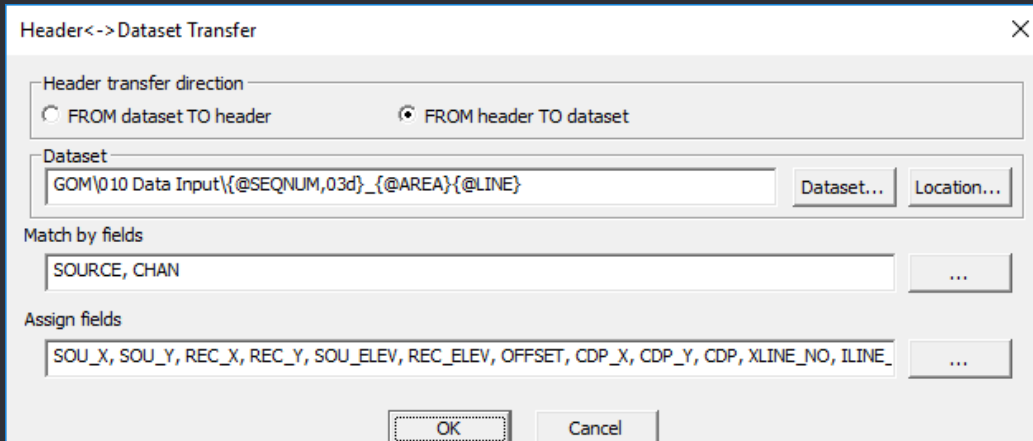 Header<->Dataset Transfer
Header transfer direction
FROM dataset TO header FROM header TO dataset
Dataset
GOM\010 Data Input\{@SEQNUM,03d}_{@AREA}{@LINE} Dataset... Location...
Match by fields
SOURCE, CHAN ...
Assign fields
SOU_X, SOU_Y, REC_X, REC_Y, SOU_ELEV, REC_ELEV, OFFSET, CDP_X, CDP_Y, CDP, XLINE_NO, ILINE_ ...
OK Cancel